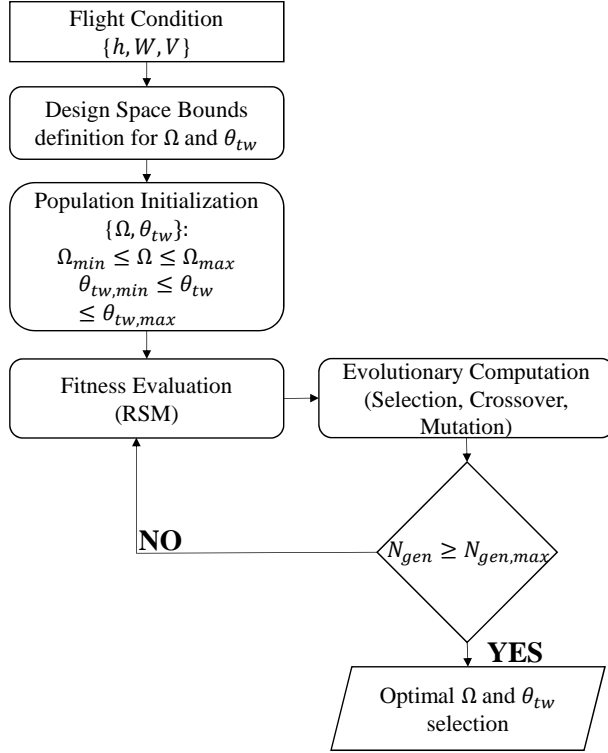 Flight Condition
{h, W, V}
Design Space Bounds
definition for Ω and θ_tw
Population Initialization
{Ω, θ_tw}:
Ω_min ≤ Ω ≤ Ω_max
θ_tw,min ≤ θ_tw
≤ θ_tw,max
Fitness Evaluation
(RSM)
Evolutionary Computation
(Selection, Crossover,
Mutation)
NO
N_gen ≥ N_gen,max
YES
Optimal Ω and θ_tw
selection